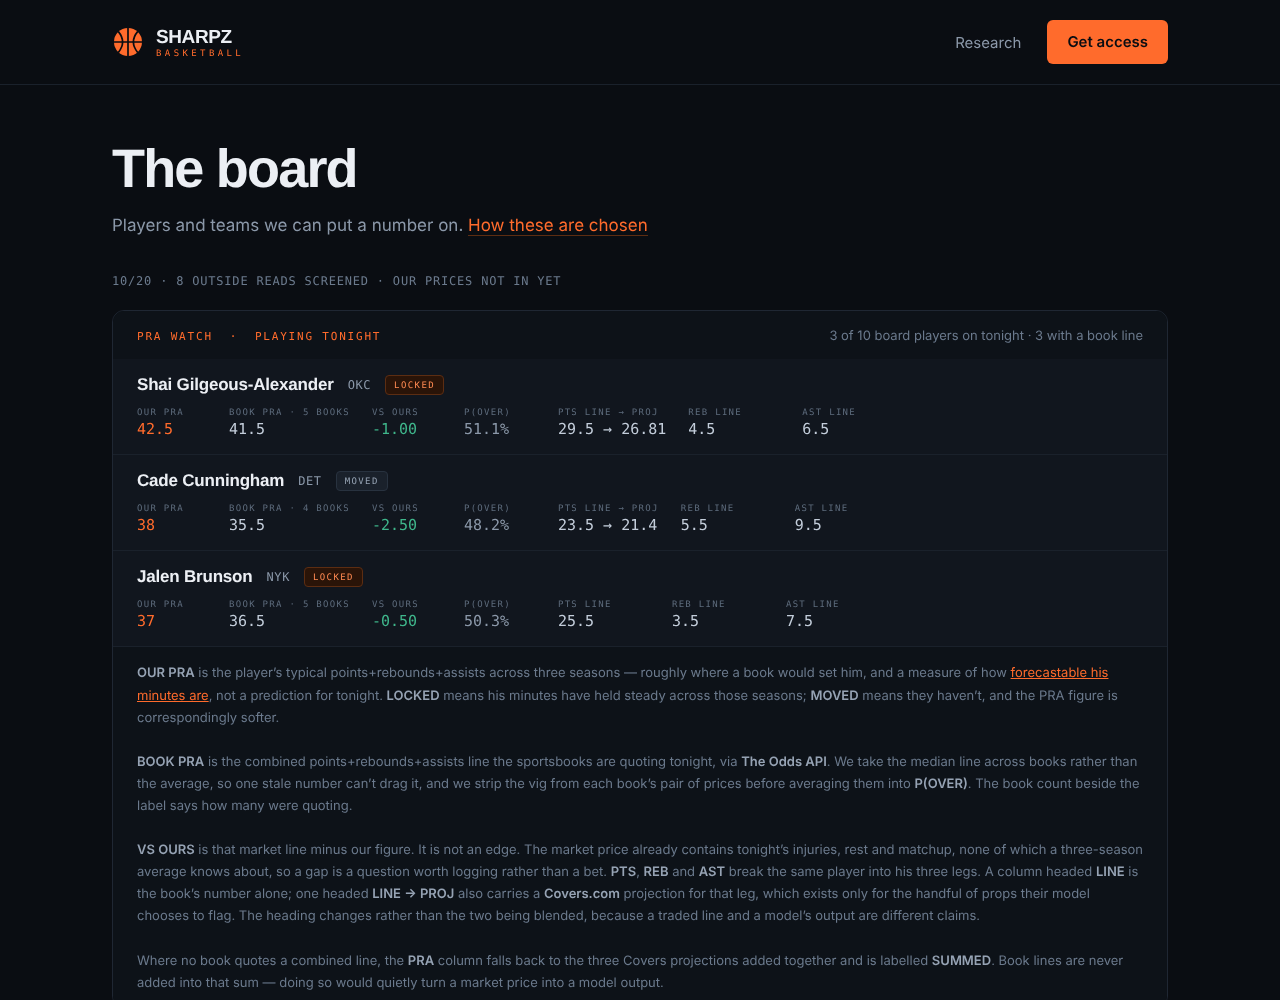 SHARPZ
BASKETBALL
Research
Get access
The board
Players and teams we can put a number on. How these are chosen
10/20 · 8 OUTSIDE READS SCREENED · OUR PRICES NOT IN YET
PRA WATCH · PLAYING TONIGHT
3 of 10 board players on tonight · 3 with a book line
Shai Gilgeous-Alexander OKC LOCKED
OUR PRA BOOK PRA · 5 BOOKS VS OURS P(OVER) PTS LINE → PROJ REB LINE AST LINE
42.5 41.5 -1.00 51.1% 29.5 → 26.81 4.5 6.5
Cade Cunningham DET MOVED
OUR PRA BOOK PRA · 4 BOOKS VS OURS P(OVER) PTS LINE → PROJ REB LINE AST LINE
38 35.5 -2.50 48.2% 23.5 → 21.4 5.5 9.5
Jalen Brunson NYK LOCKED
OUR PRA BOOK PRA · 5 BOOKS VS OURS P(OVER) PTS LINE REB LINE AST LINE
37 36.5 -0.50 50.3% 25.5 3.5 7.5
OUR PRA is the player’s typical points+rebounds+assists across three seasons — roughly where a book would set him, and a measure of how forecastable his
minutes are, not a prediction for tonight. LOCKED means his minutes have held steady across those seasons; MOVED means they haven’t, and the PRA figure is
correspondingly softer.
BOOK PRA is the combined points+rebounds+assists line the sportsbooks are quoting tonight, via The Odds API. We take the median line across books rather than
the average, so one stale number can’t drag it, and we strip the vig from each book’s pair of prices before averaging them into P(OVER). The book count beside the
label says how many were quoting.
VS OURS is that market line minus our figure. It is not an edge. The market price already contains tonight’s injuries, rest and matchup, none of which a three-season
average knows about, so a gap is a question worth logging rather than a bet. PTS, REB and AST break the same player into his three legs. A column headed LINE is
the book’s number alone; one headed LINE → PROJ also carries a Covers.com projection for that leg, which exists only for the handful of props their model
chooses to flag. The heading changes rather than the two being blended, because a traded line and a model’s output are different claims.
Where no book quotes a combined line, the PRA column falls back to the three Covers projections added together and is labelled SUMMED. Book lines are never
added into that sum — doing so would quietly turn a market price into a model output.